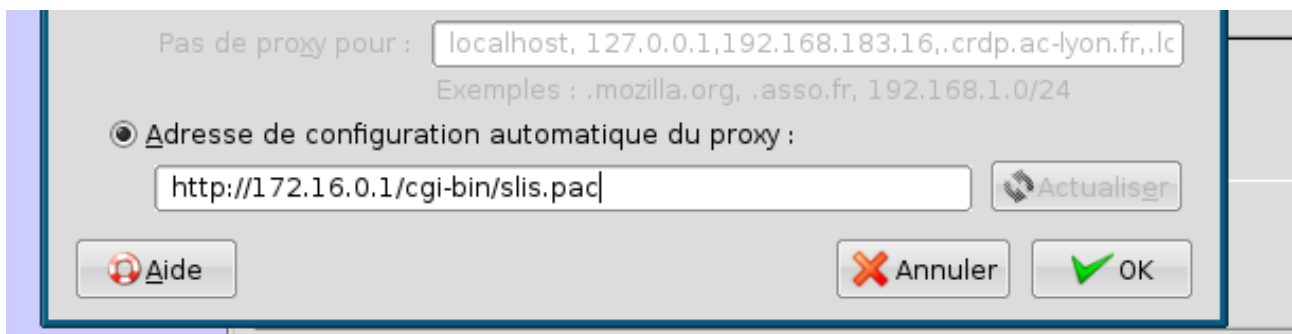 Pas de proxy pour : localhost, 127.0.0.1,192.168.183.16,.crdp.ac-lyon.fr,.lc
Exemples : .mozilla.org, .asso.fr, 192.168.1.0/24
Adresse de configuration automatique du proxy :
http://172.16.0.1/cgi-bin/slis.pac Actualiser
Aide Annuler OK